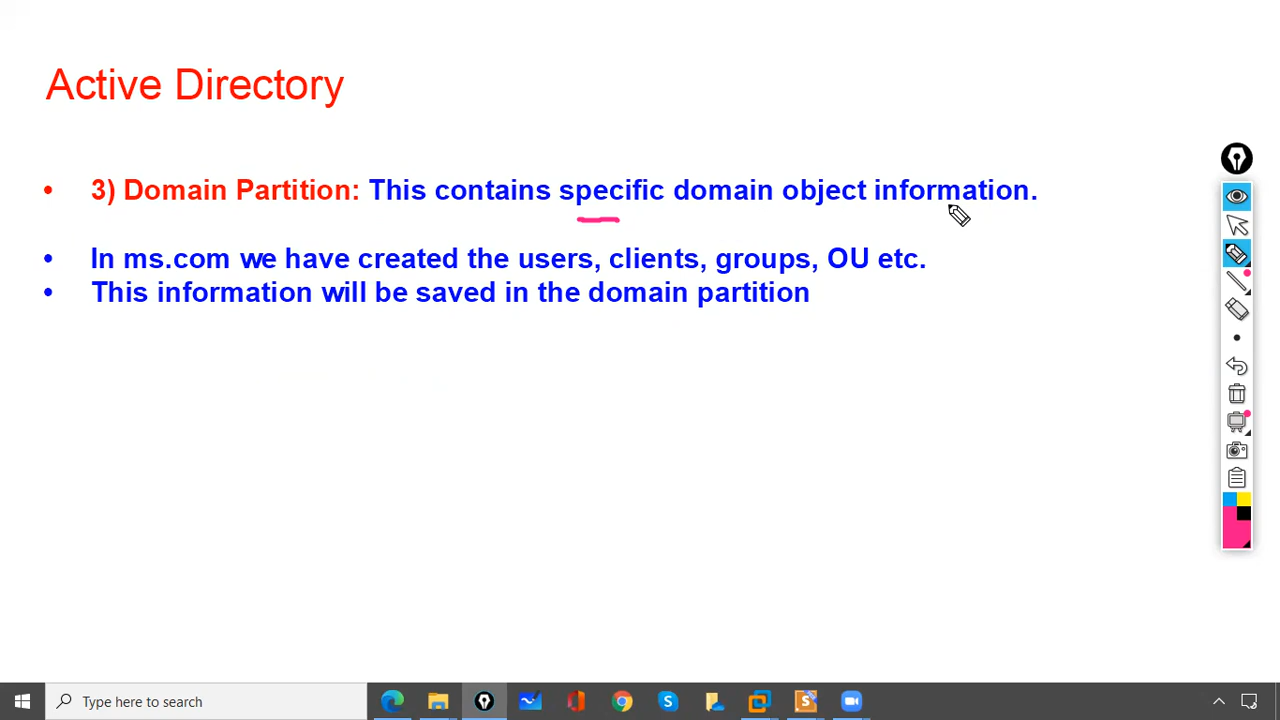 Active Directory
• 3) Domain Partition: This contains specific domain object information.
• In ms.com we have created the users, clients, groups, OU etc.
• This information will be saved in the domain partition
Type here to search